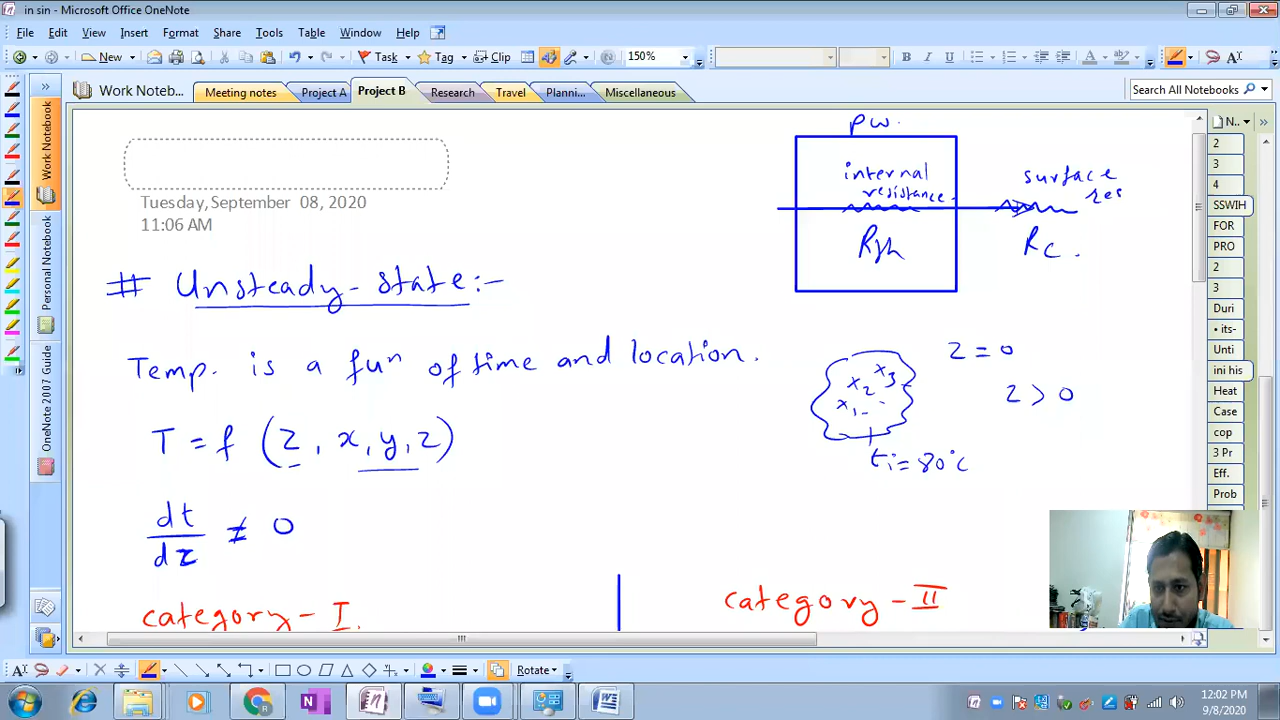 in sin - Microsoft Office OneNote
File Edit View Insert Format Share Tools Table Window Help
New Task Tag Clip 150%
Work Noteb... Meeting notes Project A Project B Research Travel Planni... Miscellaneous Search All Notebooks
Work Notebook
Personal Notebook
OneNote 2007 Guide
Tuesday, September 08, 2020
11:06 AM
pw.
internal
resistance.
Rth
surface
res
Rc.
# Unsteady-state:-
Temp. is a fun of time and location.
T = f (z, x, y, z)
dt
dz ≠ 0
z = 0
z > 0
x1 x2 x3
ti = 80°C
category - I.
category - II
N..
2
3
4
SSWIH
FOR
PRO
2
3
Duri
• its-
Unti
ini his
Heat
Case
cop
3 Pr
Eff.
Prob
Rotate
12:02 PM
9/8/2020